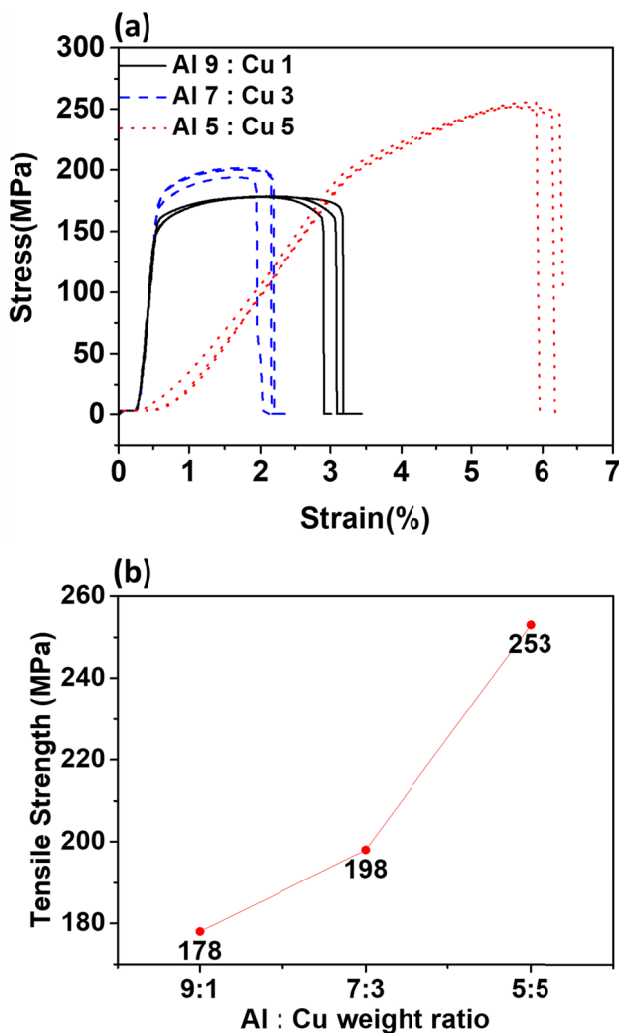 (a)
300
250
200
150
100
50
0
Stress(MPa)
Al 9 : Cu 1
Al 7 : Cu 3
Al 5 : Cu 5
0 1 2 3 4 5 6 7
Strain(%)
(b)
260
240
220
200
180
Tensile Strength (MPa)
253
198
178
9:1 7:3 5:5
Al : Cu weight ratio